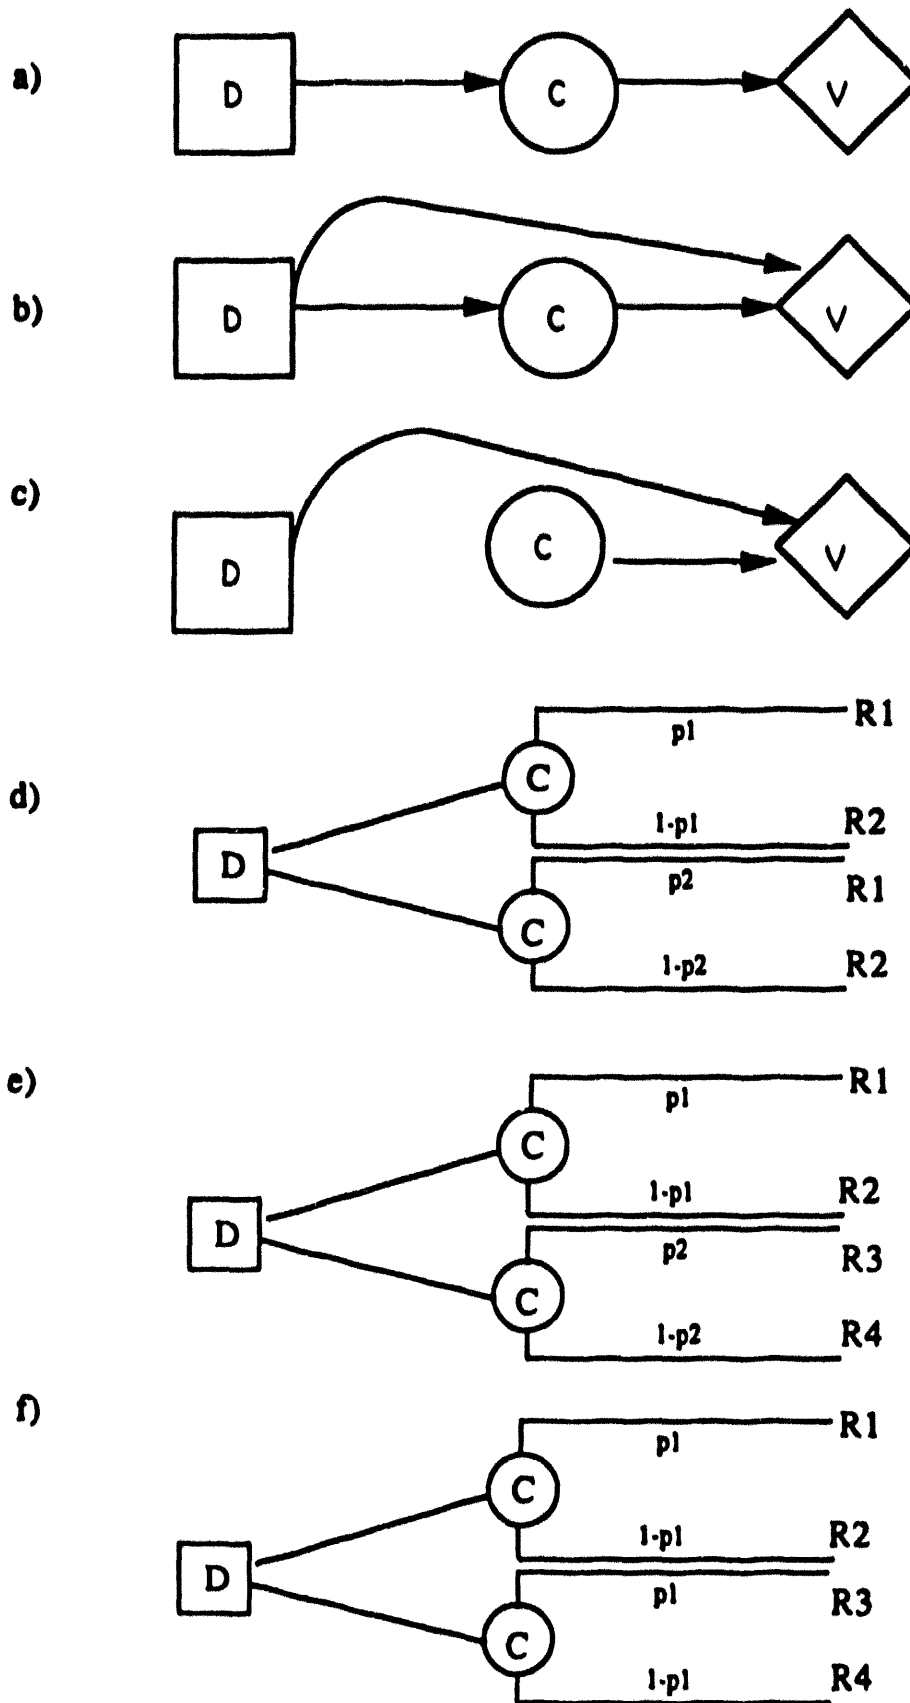 a) D C V
b) D C V
c) D C V
R1
p1
d) C
1-p1 R2
D
p2 R1
C
1-p2 R2
e) R1
p1
C
1-p1 R2
D
p2 R3
C
1-p2 R4
f) R1
p1
C
1-p1 R2
D
p1 R3
C
1-p1 R4